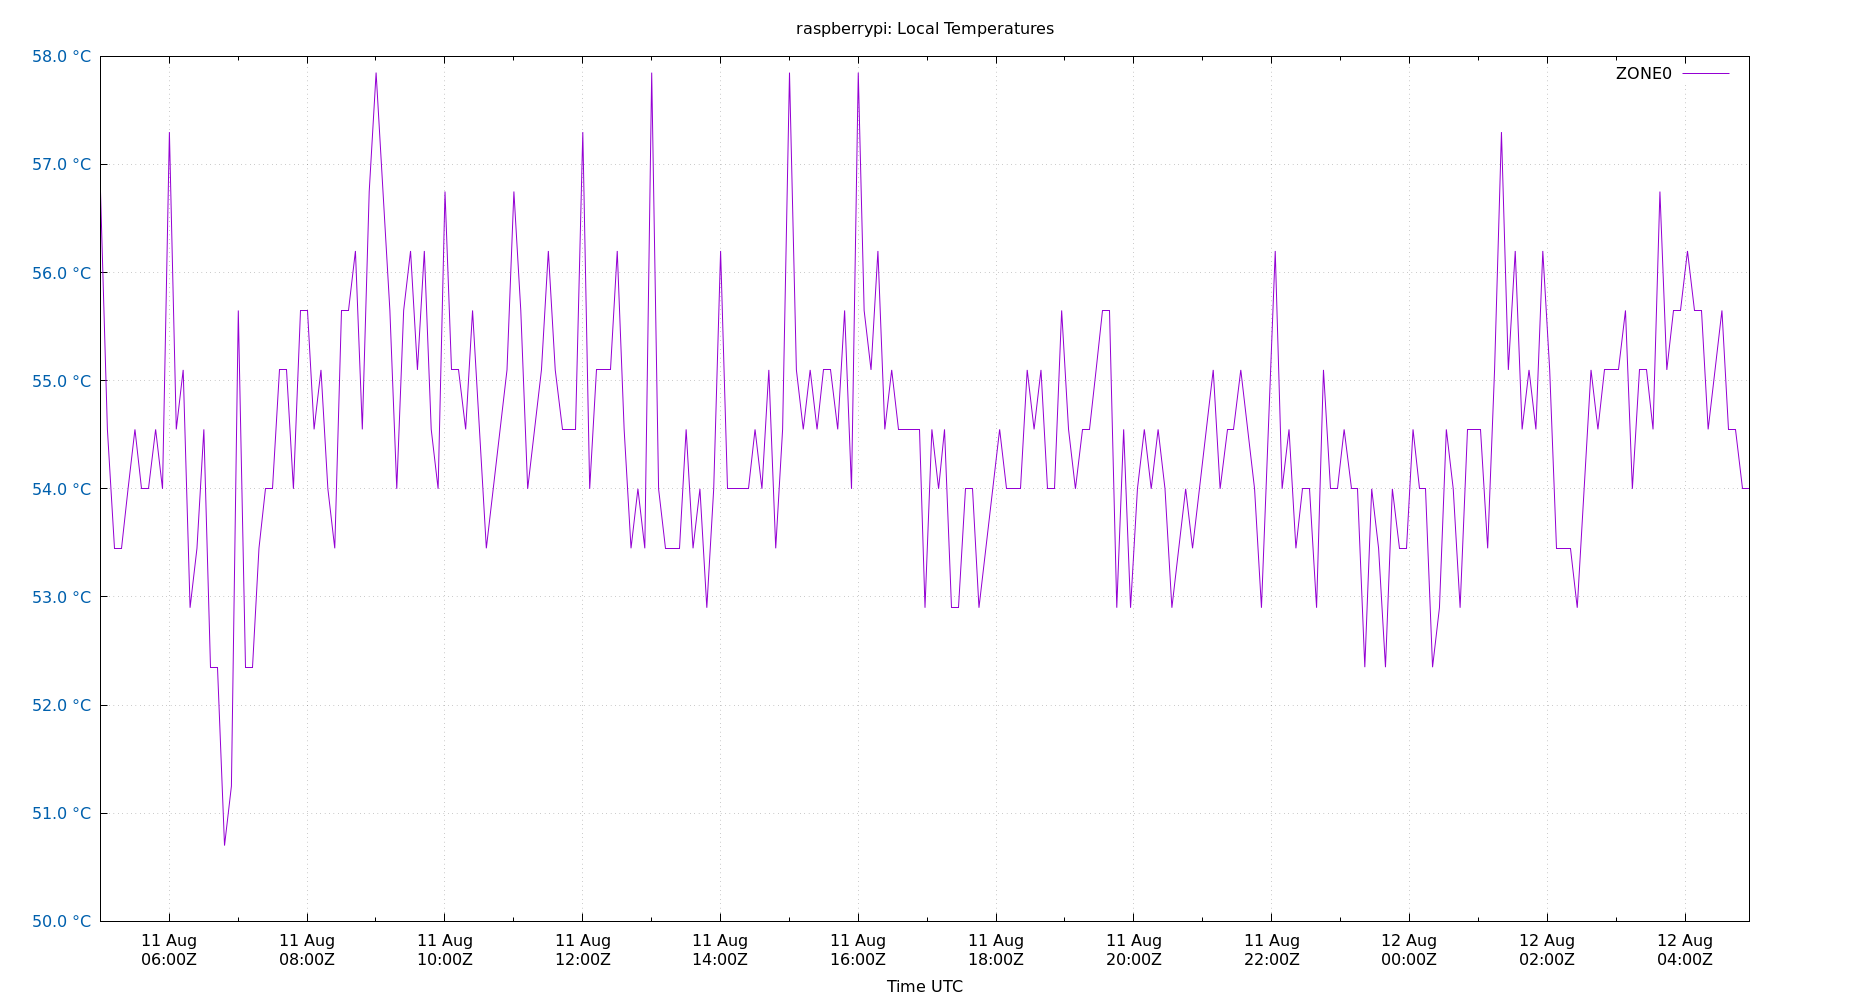 raspberrypi: Local Temperatures
58.0 °C
ZONE0
57.0 °C
56.0 °C
55.0 °C
54.0 °C
53.0 °C
52.0 °C
51.0 °C
50.0 °C
11 Aug 11 Aug 11 Aug 11 Aug 11 Aug 11 Aug 11 Aug 11 Aug 11 Aug 12 Aug 12 Aug 12 Aug
06:00Z 08:00Z 10:00Z 12:00Z 14:00Z 16:00Z 18:00Z 20:00Z 22:00Z 00:00Z 02:00Z 04:00Z
Time UTC